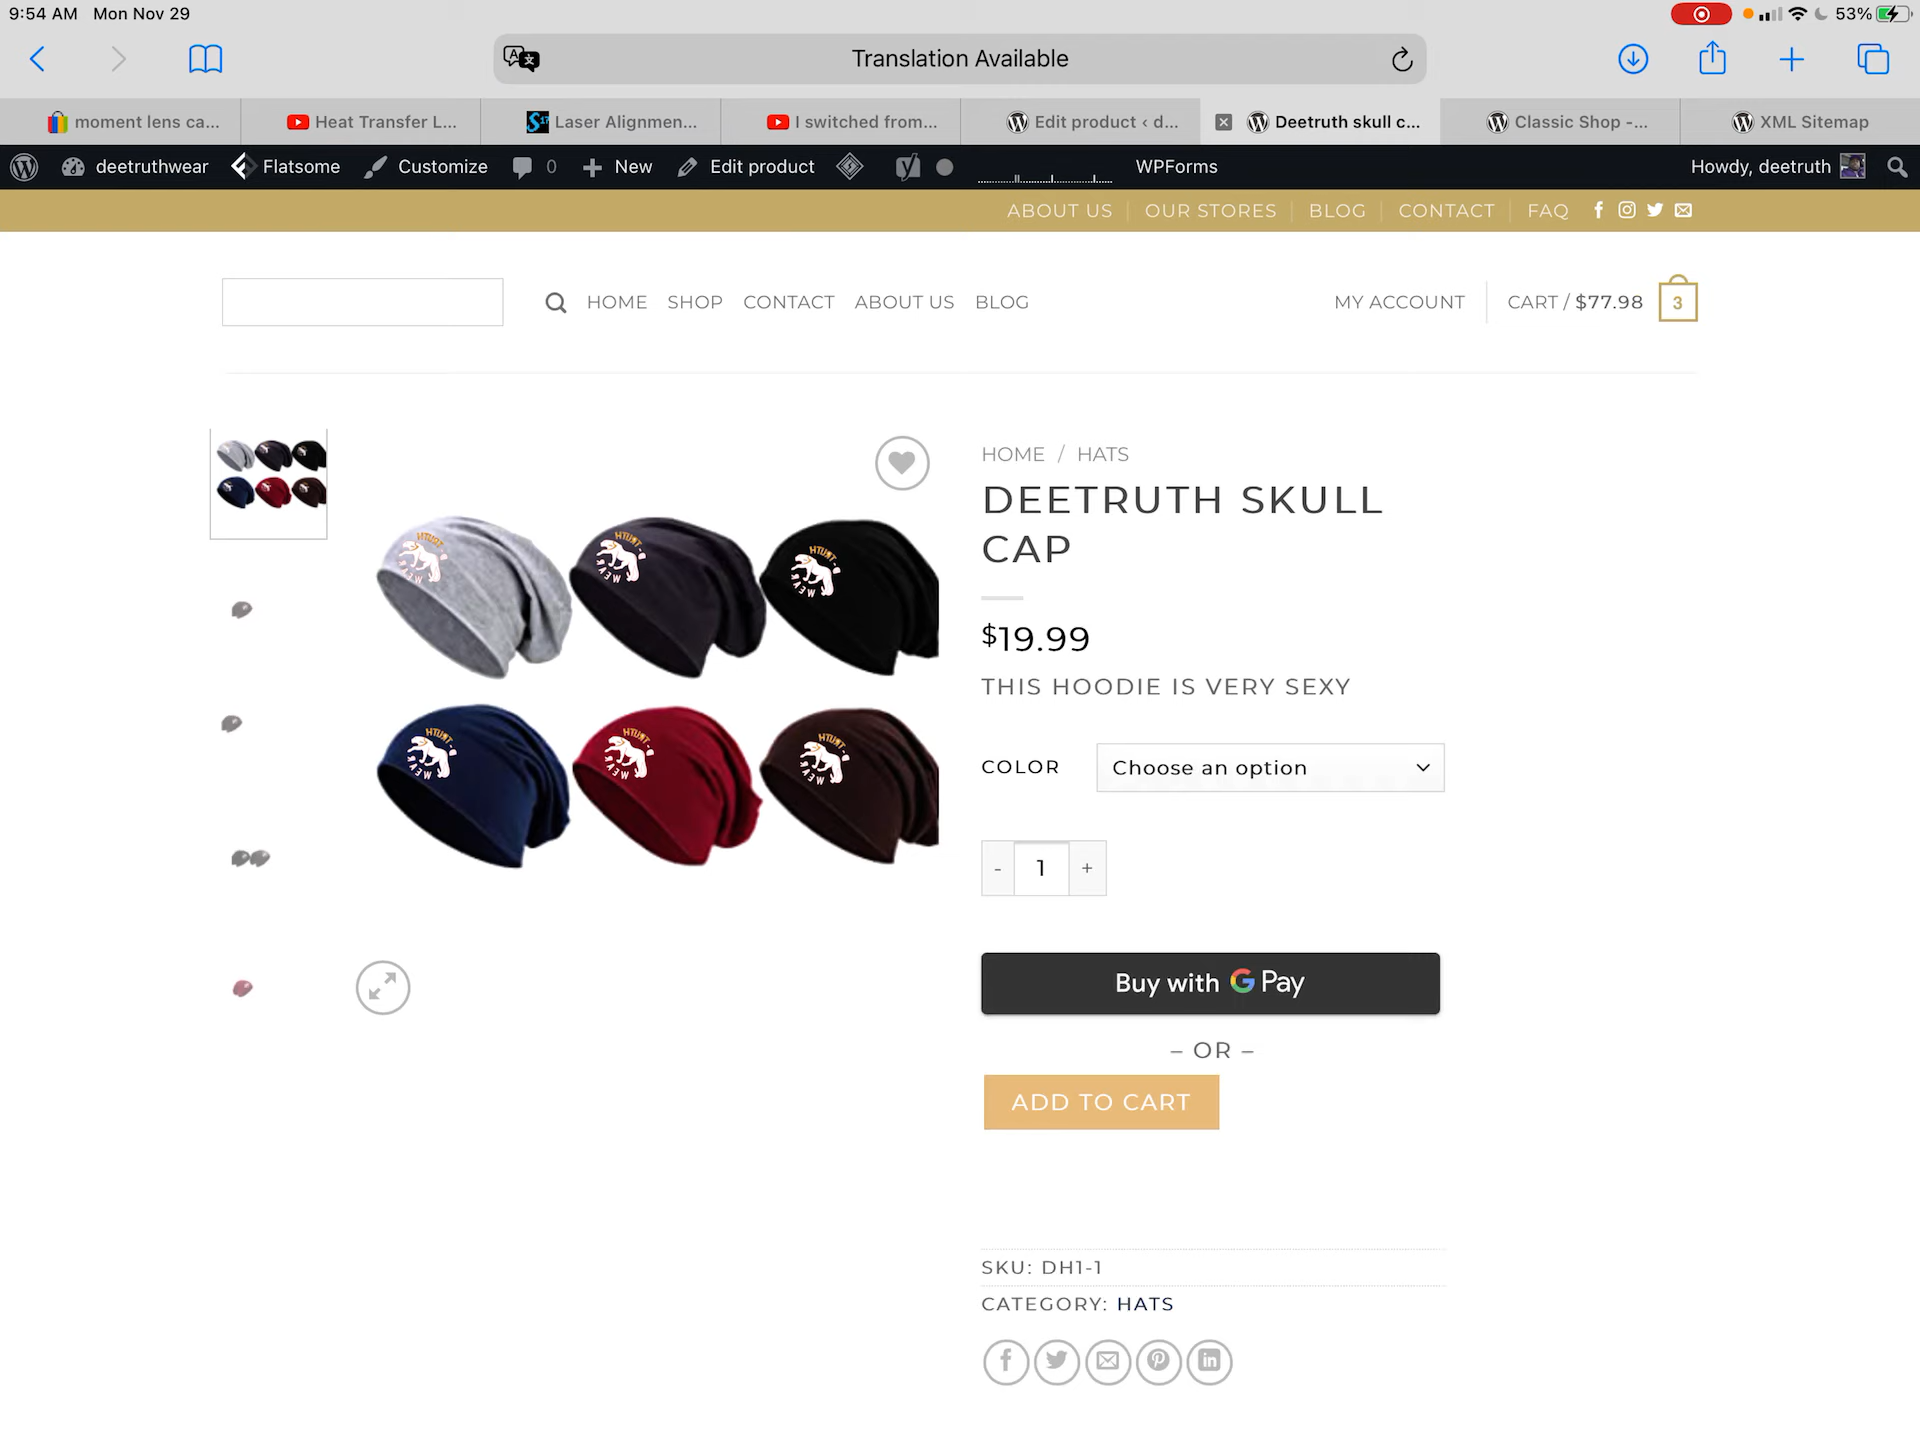 9:54 AM Mon Nov 29
53%
Translation Available
moment lens ca...
Heat Transfer L...
Laser Alignmen...
I switched from...
Edit product ‹ d...
Deetruth skull c...
Classic Shop -...
XML Sitemap
deetruthwear Flatsome Customize 0 New Edit product WPForms Howdy, deetruth
ABOUT US OUR STORES BLOG CONTACT FAQ
HOME SHOP CONTACT ABOUT US BLOG MY ACCOUNT CART / $77.98 3
HOME / HATS
DEETRUTH SKULL
CAP
$19.99
THIS HOODIE IS VERY SEXY
COLOR Choose an option
- 1 +
Buy with G Pay
– OR –
ADD TO CART
SKU: DH1-1
CATEGORY: HATS